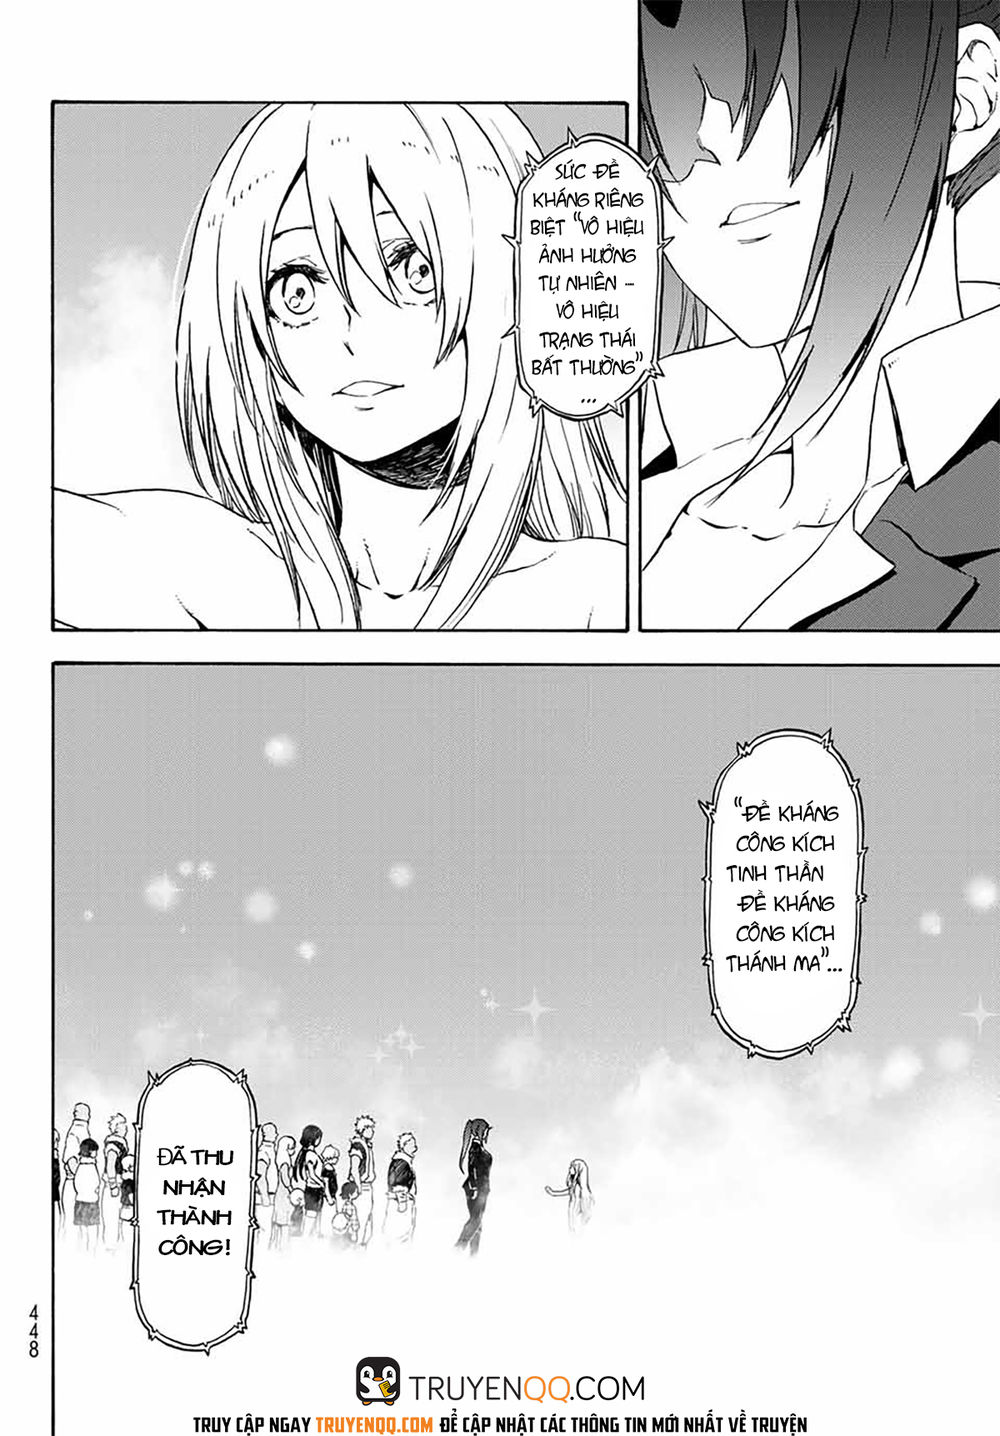 SỨC ĐỀ
KHÁNG RIÊNG
BIỆT "VÔ HIỆU
ẢNH HƯỞNG
TỰ NHIÊN -
VÔ HIỆU
TRẠNG THÁI
BẤT THƯỜNG"
...
"ĐỀ KHÁNG
CÔNG KÍCH
TINH THẦN
ĐỀ KHÁNG
CÔNG KÍCH
THÁNH MA"...
ĐÃ THU
NHẬN
THÀNH
CÔNG!
448
TRUYENQQ.COM
TRUY CẬP NGAY TRUYENQQ.COM ĐỂ CẬP NHẬT CÁC THÔNG TIN MỚI NHẤT VỀ TRUYỆN